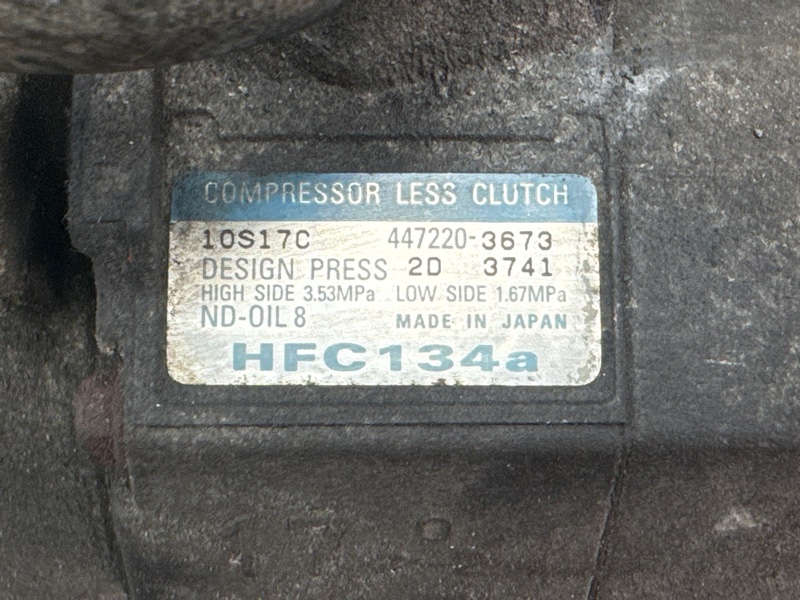 COMPRESSOR LESS CLUTCH
10S17C 447220-3673
DESIGN PRESS 2D 3741
HIGH SIDE 3.53MPa LOW SIDE 1.67MPa
ND-OIL 8 MADE IN JAPAN
HFC134a